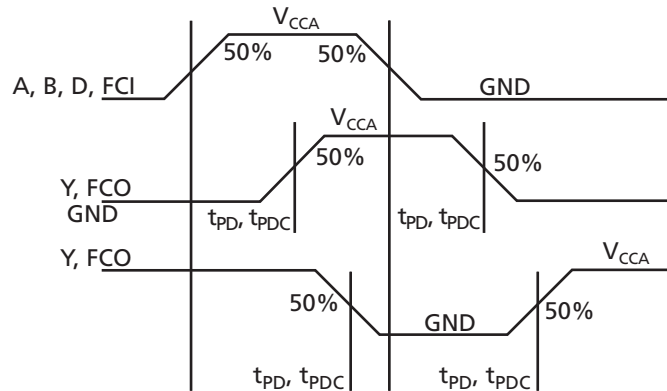 V_CCA
50% 50%
A, B, D, FCI
GND
V_CCA
50% 50%
Y, FCO
GND
t_PD, t_PDC t_PD, t_PDC
Y, FCO
V_CCA
50% GND 50%
t_PD, t_PDC t_PD, t_PDC